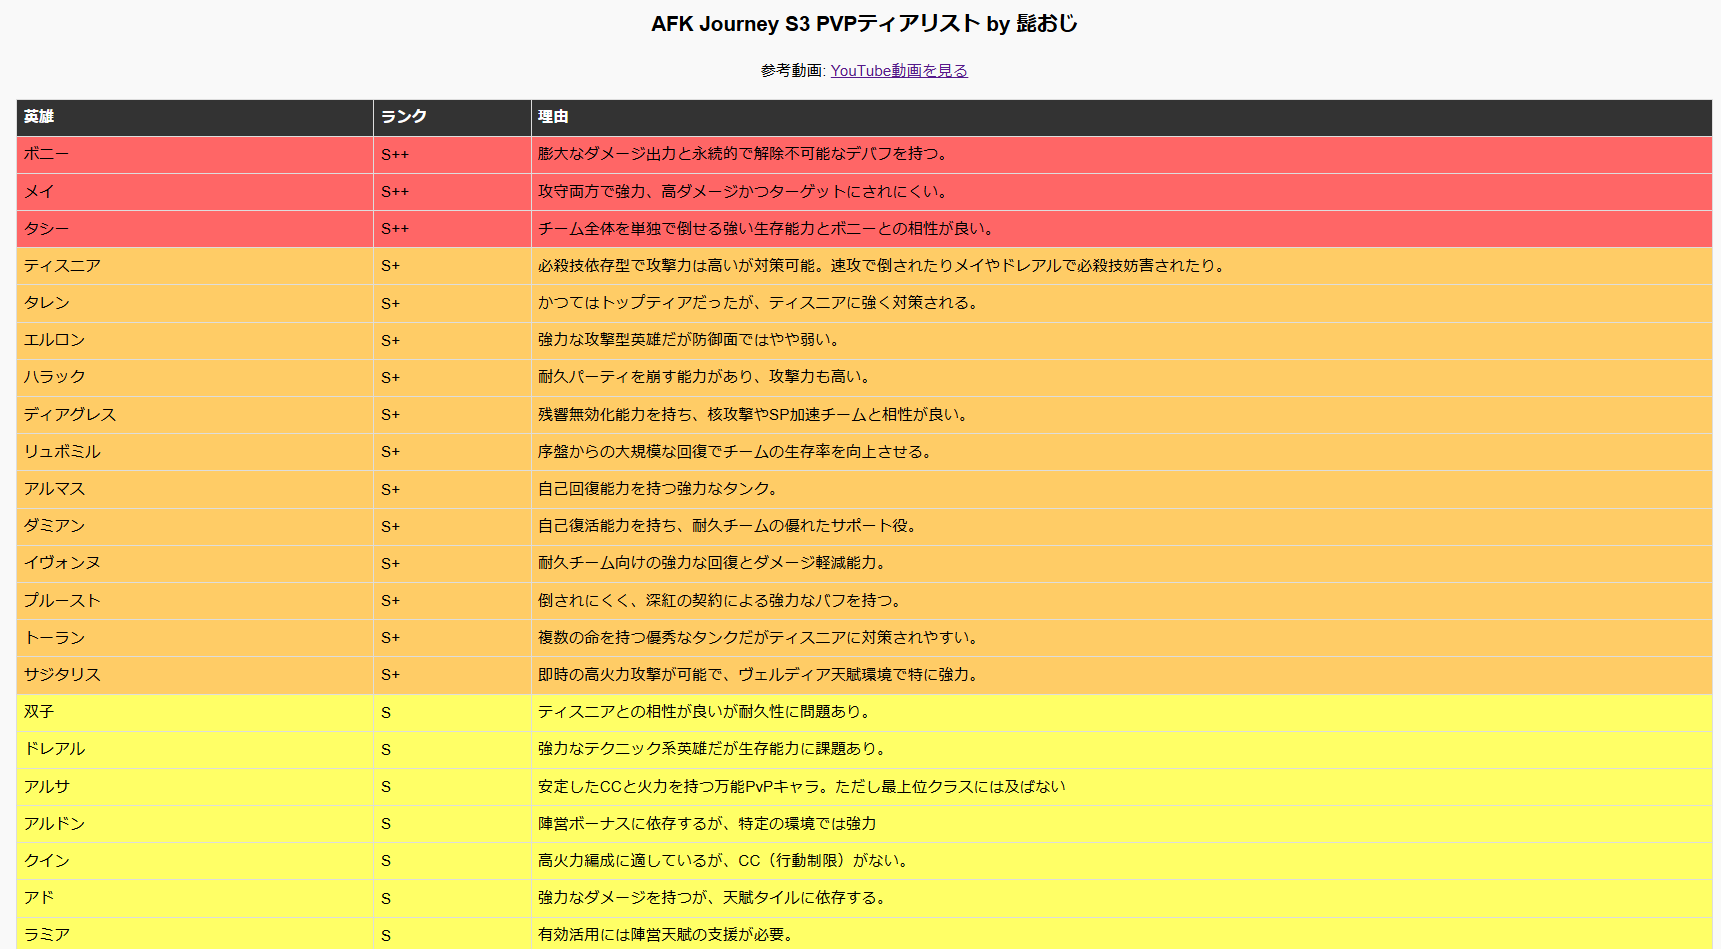 AFK Journey S3 PVPティアリスト by 髭おじ
参考動画: YouTube動画を見る
英雄 ランク 理由
ボニー S++ 膨大なダメージ出力と永続的で解除不可能なデバフを持つ。
メイ S++ 攻守両方で強力、高ダメージかつターゲットにされにくい。
タシー S++ チーム全体を単独で倒せる強い生存能力とボニーとの相性が良い。
ティスニア S+ 必殺技依存型で攻撃力は高いが対策可能。速攻で倒されたりメイやドレアルで必殺技妨害されたり。
タレン S+ かつてはトップティアだったが、ティスニアに強く対策される。
エルロン S+ 強力な攻撃型英雄だが防御面ではやや弱い。
ハラック S+ 耐久パーティを崩す能力があり、攻撃力も高い。
ディアグレス S+ 残響無効化能力を持ち、核攻撃やSP加速チームと相性が良い。
リュボミル S+ 序盤からの大規模な回復でチームの生存率を向上させる。
アルマス S+ 自己回復能力を持つ強力なタンク。
ダミアン S+ 自己復活能力を持ち、耐久チームの優れたサポート役。
イヴォンヌ S+ 耐久チーム向けの強力な回復とダメージ軽減能力。
プルースト S+ 倒されにくく、深紅の契約による強力なバフを持つ。
トーラン S+ 複数の命を持つ優秀なタンクだがティスニアに対策されやすい。
サジタリス S+ 即時の高火力攻撃が可能で、ヴェルディア天賦環境で特に強力。
双子 S ティスニアとの相性が良いが耐久性に問題あり。
ドレアル S 強力なテクニック系英雄だが生存能力に課題あり。
アルサ S 安定したCCと火力を持つ万能PvPキャラ。ただし最上位クラスには及ばない
アルドン S 陣営ボーナスに依存するが、特定の環境では強力
クイン S 高火力編成に適しているが、CC（行動制限）がない。
アド S 強力なダメージを持つが、天賦タイルに依存する。
ラミア S 有効活用には陣営天賦の支援が必要。